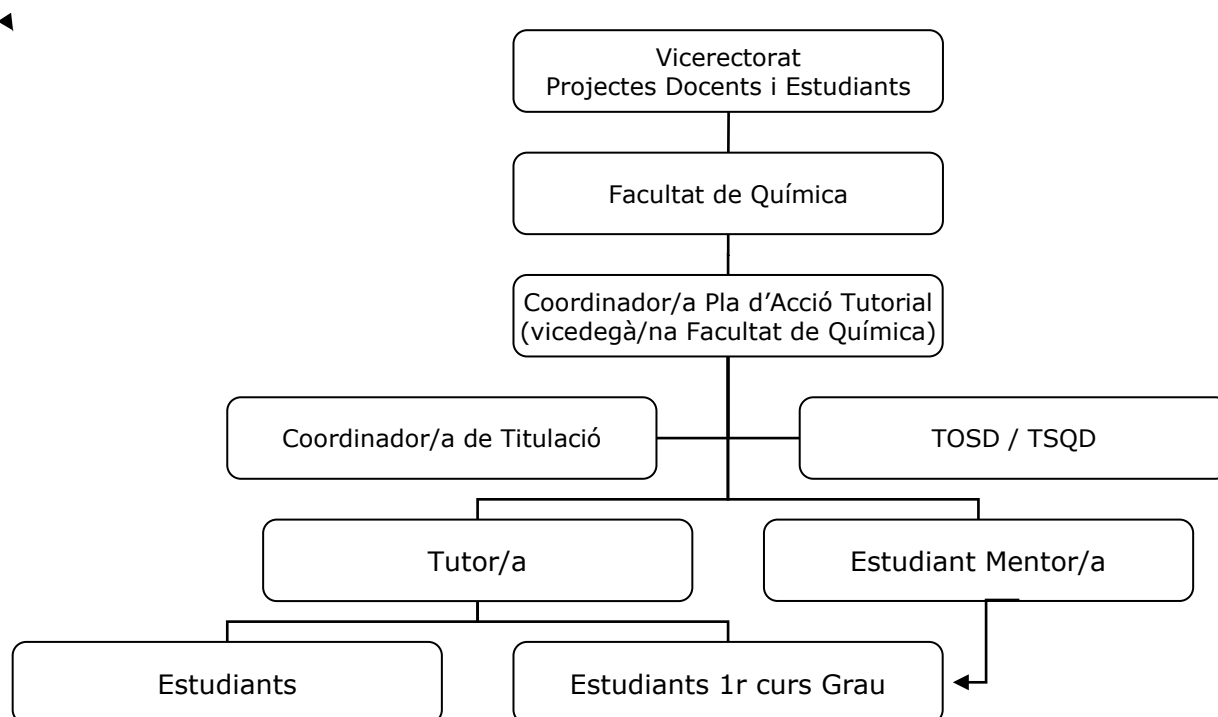 Vicerectorat
Projectes Docents i Estudiants
Facultat de Química
Coordinador/a Pla d'Acció Tutorial
(vicedegà/na Facultat de Química)
Coordinador/a de Titulació
TOSD / TSQD
Tutor/a
Estudiant Mentor/a
Estudiants
Estudiants 1r curs Grau